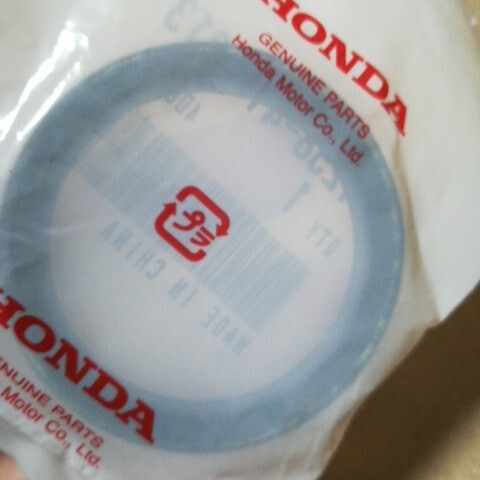 HONDA
GENUINE PARTS
Honda Motor Co., Ltd.
1
QTY
プラ
MADE IN CHINA
HONDA
GENUINE PARTS
Motor Co., Ltd.